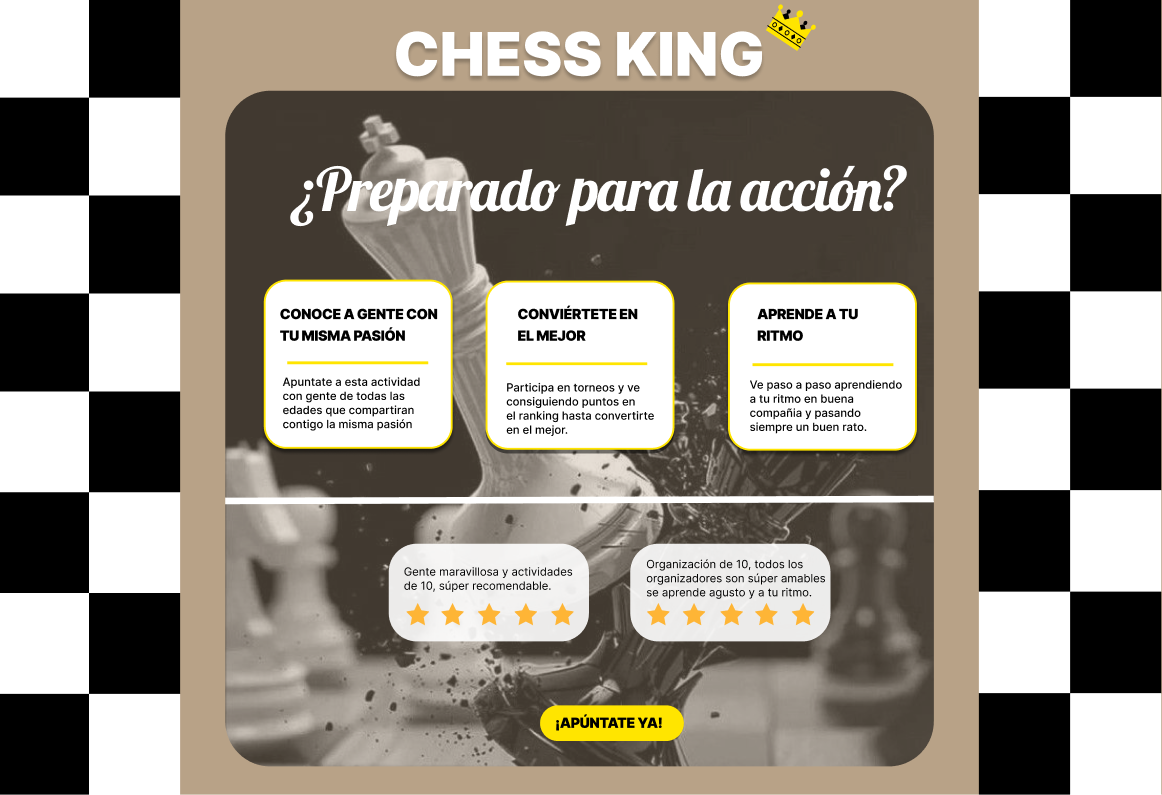 CHESS KING
¿Preparado para la acción?
CONOCE A GENTE CON
TU MISMA PASIÓN
Apuntate a esta actividad
con gente de todas las
edades que compartiran
contigo la misma pasión
CONVIÉRTETE EN
EL MEJOR
Participa en torneos y ve
consiguiendo puntos en
el ranking hasta convertirte
en el mejor.
APRENDE A TU
RITMO
Ve paso a paso aprendiendo
a tu ritmo en buena
compañia y pasando
siempre un buen rato.
Gente maravillosa y actividades
de 10, súper recomendable.
Organización de 10, todos los
organizadores son súper amables
se aprende agusto y a tu ritmo.
¡APÚNTATE YA!